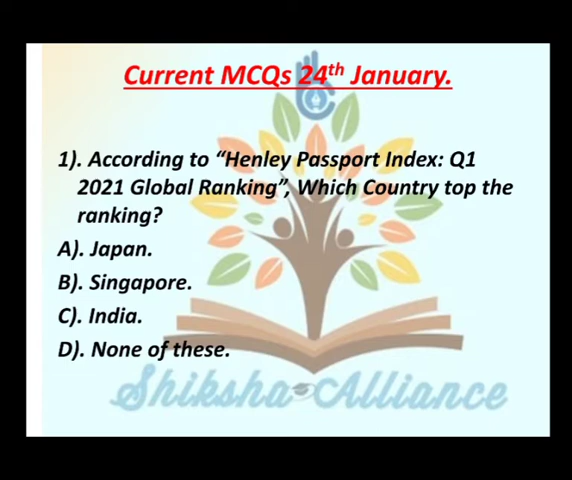 Current MCQs 24th January.
1). According to “Henley Passport Index: Q1
2021 Global Ranking”, Which Country top the
ranking?
A). Japan.
B). Singapore.
C). India.
D). None of these.
Shiksha Alliance